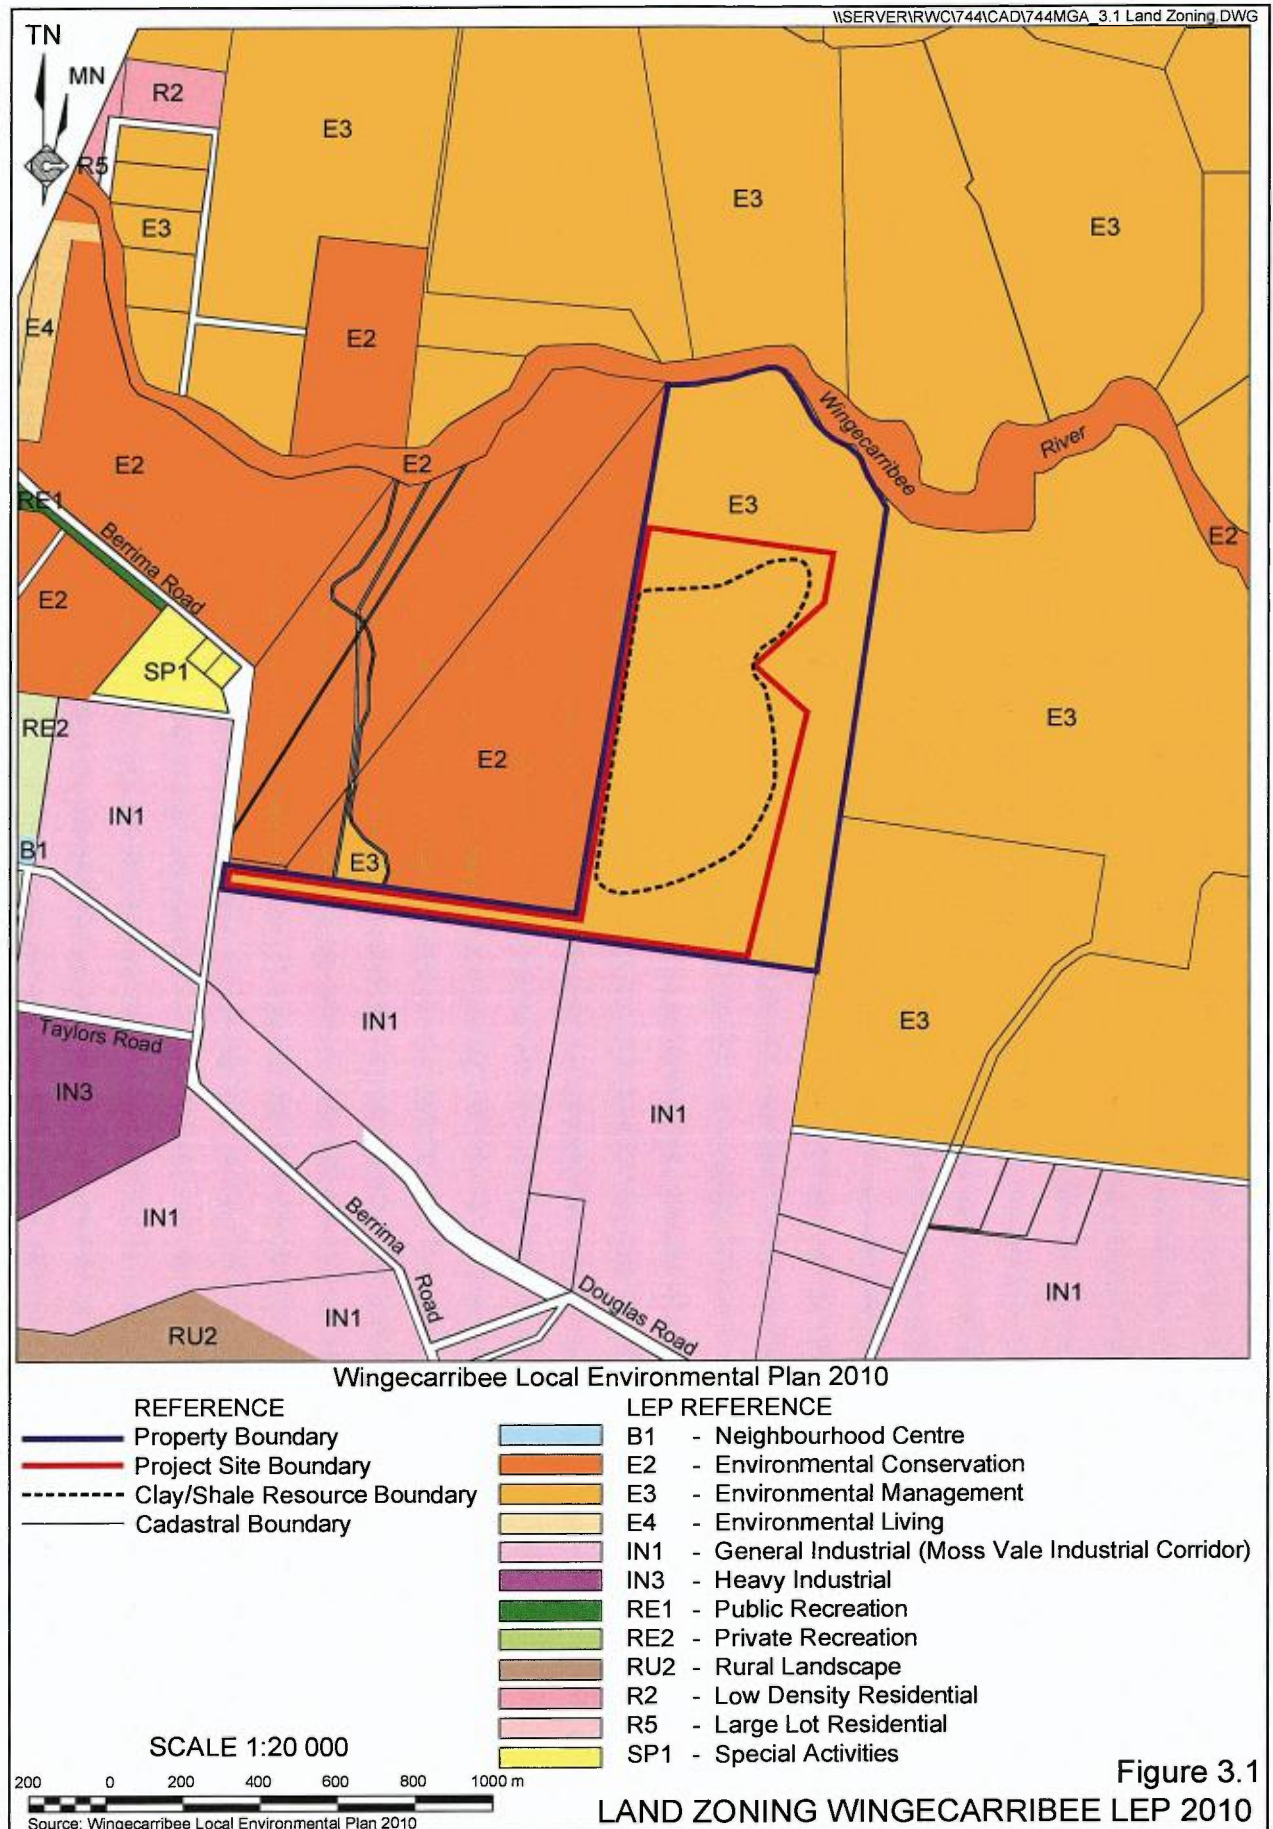 \\SERVER\RWC\744\CAD\744MGA_3.1 Land Zoning.DWG
TN
MN
R2
E3
R5
E3
E3
E3
E4
E2
E2
E2
Wingecarribee
River
RE1
Berrima Road
E3
E2
E2
SP1
RE2
E2
E3
IN1
B1
E3
IN1
E3
Taylors Road
IN3
IN1
IN1
Berrima
Road
IN1
Douglas Road
IN1
RU2
Wingecarribee Local Environmental Plan 2010
REFERENCE
Property Boundary
Project Site Boundary
Clay/Shale Resource Boundary
Cadastral Boundary
LEP REFERENCE
B1 - Neighbourhood Centre
E2 - Environmental Conservation
E3 - Environmental Management
E4 - Environmental Living
IN1 - General Industrial (Moss Vale Industrial Corridor)
IN3 - Heavy Industrial
RE1 - Public Recreation
RE2 - Private Recreation
RU2 - Rural Landscape
R2 - Low Density Residential
R5 - Large Lot Residential
SP1 - Special Activities
SCALE 1:20 000
200 0 200 400 600 800 1000 m
Source: Wingecarribee Local Environmental Plan 2010
Figure 3.1
LAND ZONING WINGECARRIBEE LEP 2010